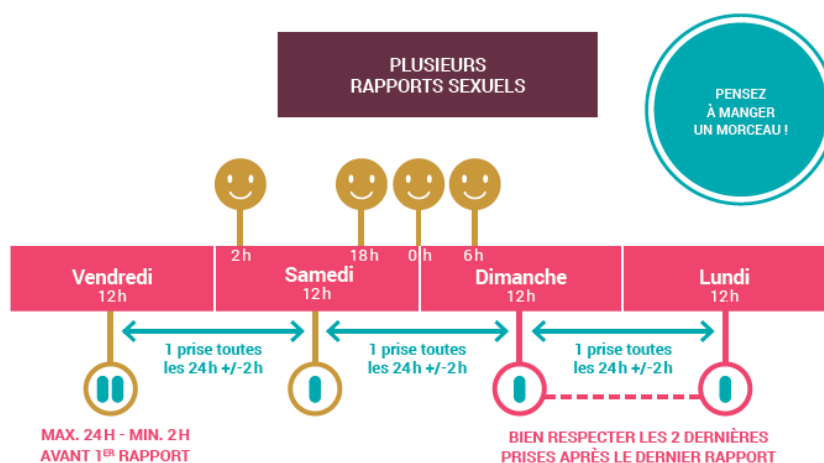 PLUSIEURS
RAPPORTS SEXUELS
PENSEZ
À MANGER
UN MORCEAU !
2h
18h
0h
6h
Vendredi
12h
Samedi
12h
Dimanche
12h
Lundi
12h
1 prise toutes
les 24h +/-2h
1 prise toutes
les 24h +/-2h
1 prise toutes
les 24h +/-2h
MAX. 24H - MIN. 2H
AVANT 1ER RAPPORT
BIEN RESPECTER LES 2 DERNIÈRES
PRISES APRÈS LE DERNIER RAPPORT